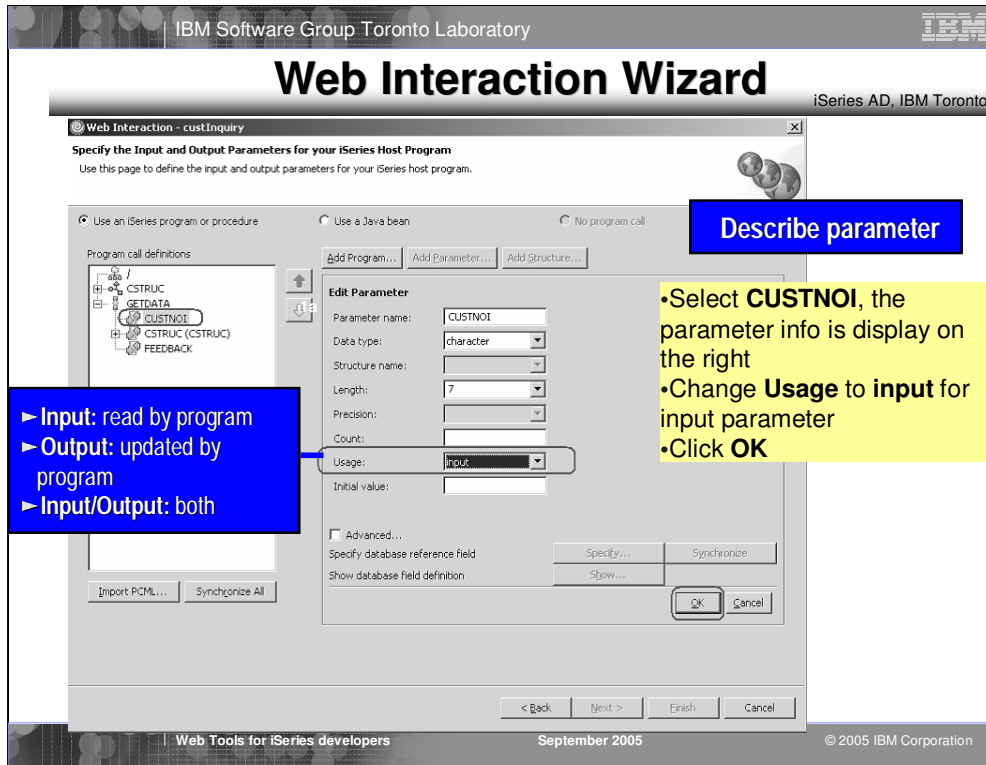 IBM Software Group Toronto Laboratory
IBM
Web Interaction Wizard
iSeries AD, IBM Toronto
Web Interaction - custInquiry
Specify the Input and Output Parameters for your iSeries Host Program
Use this page to define the input and output parameters for your iSeries host program.
Use an iSeries program or procedure
Use a Java bean
No program call
Describe parameter
Program call definitions
/
CSTRUC
GETDATA
CUSTNOI
CSTRUC (CSTRUC)
FEEDBACK
Add Program...
Add Parameter...
Add Structure...
Edit Parameter
Parameter name: CUSTNOI
Data type: character
Structure name:
Length: 7
Precision:
Count:
Usage: input
Initial value:
Advanced...
Specify database reference field
Specify...
Synchronize
Show database field definition
Show...
OK
Cancel
•Select CUSTNOI, the
parameter info is display on
the right
•Change Usage to input for
input parameter
•Click OK
►Input: read by program
►Output: updated by
program
►Input/Output: both
Import PCML...
Synchronize All
< Back
Next >
Finish
Cancel
Web Tools for iSeries developers
September 2005
© 2005 IBM Corporation